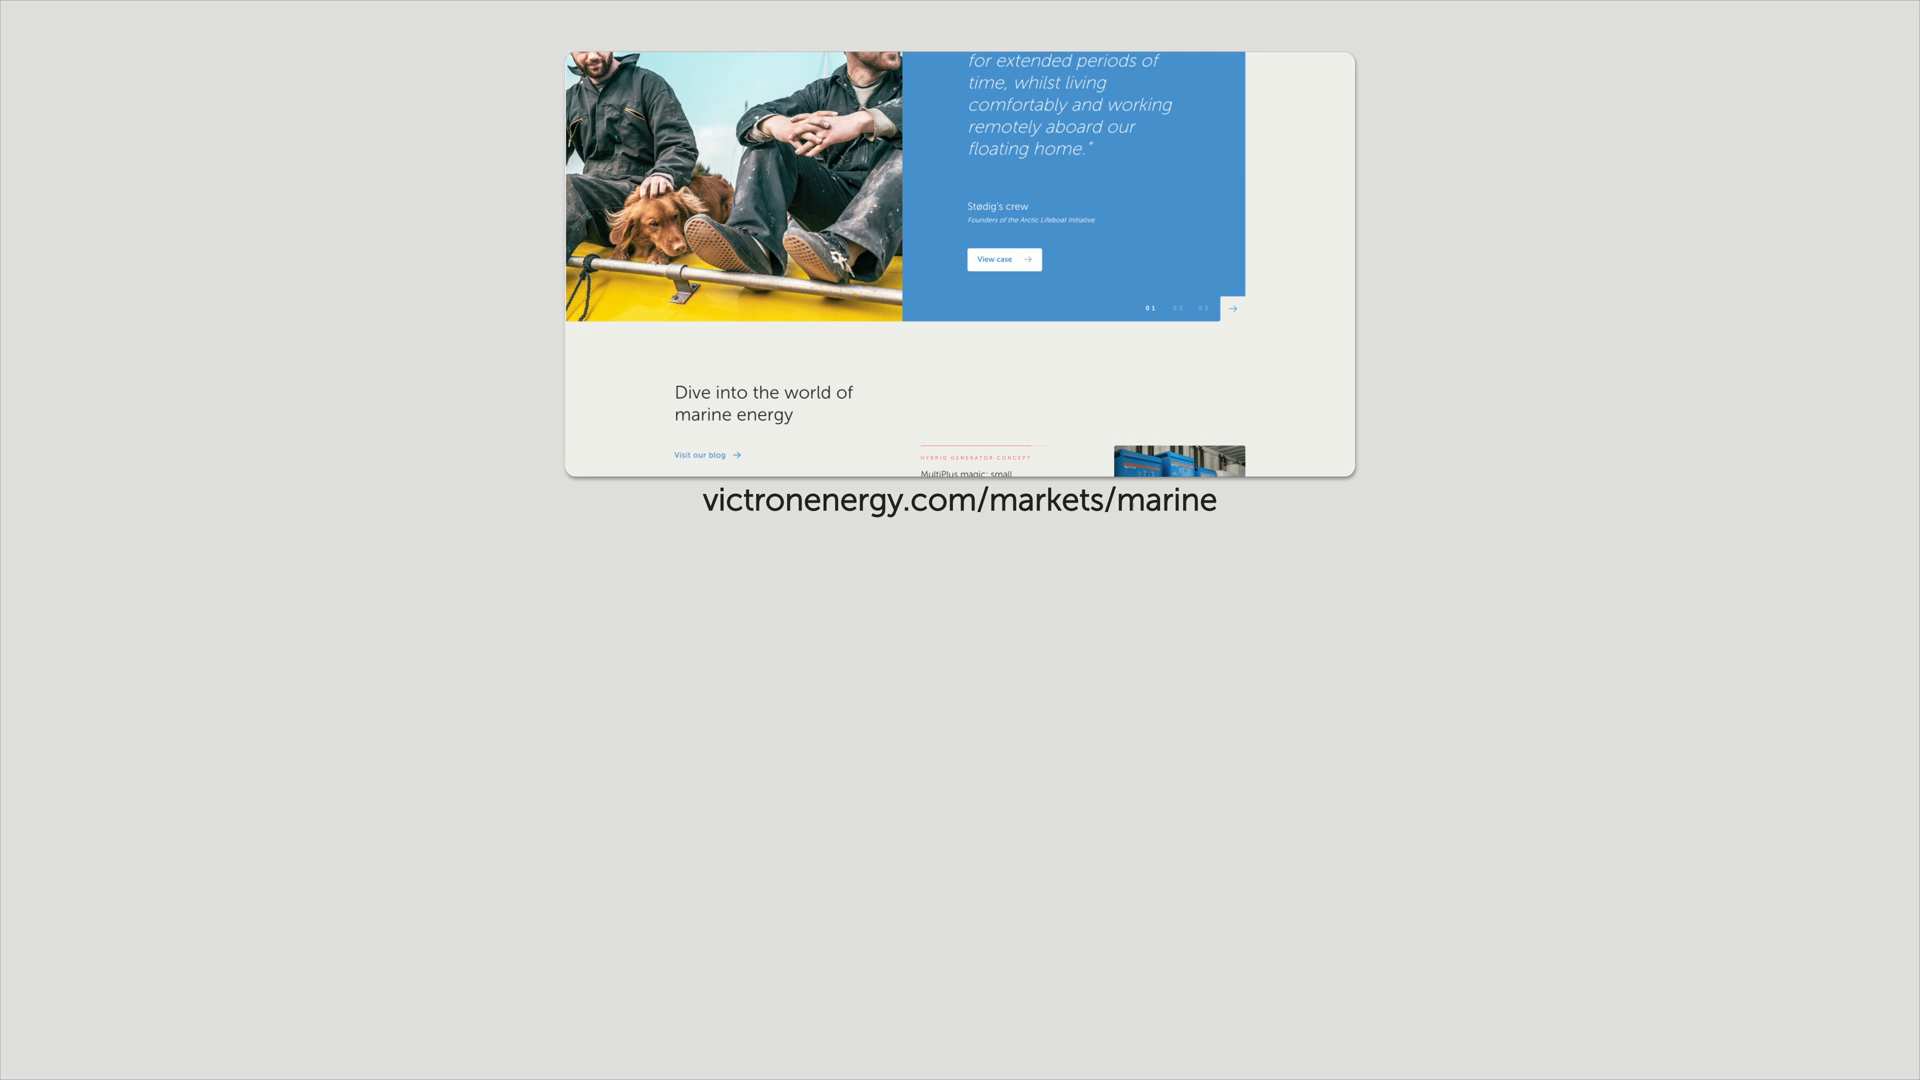 for extended periods of
time, whilst living
comfortably and working
remotely aboard our
floating home."
Stødig's crew
Founders of the Arctic Lifeboat Initiative
View case
01 02 03
Dive into the world of
marine energy
Visit our blog
HYBRID GENERATOR CONCEPT
MultiPlus magic: small
victronenergy.com/markets/marine